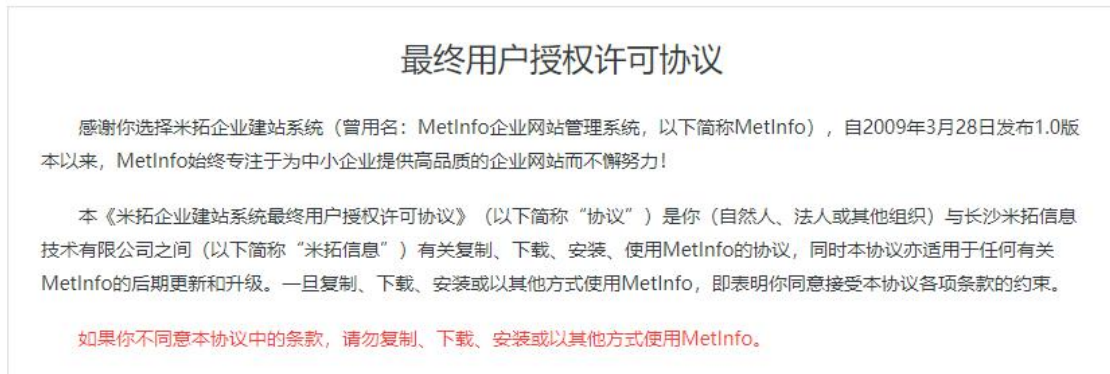 最终用户授权许可协议
感谢你选择米拓企业建站系统（曾用名：MetInfo企业网站管理系统，以下简称MetInfo），自2009年3月28日发布1.0版
本以来，MetInfo始终专注于为中小企业提供高品质的企业网站而不懈努力！
本《米拓企业建站系统最终用户授权许可协议》（以下简称“协议”）是你（自然人、法人或其他组织）与长沙米拓信息
技术有限公司之间（以下简称“米拓信息”）有关复制、下载、安装、使用MetInfo的协议，同时本协议亦适用于任何有关
MetInfo的后期更新和升级。一旦复制、下载、安装或以其他方式使用MetInfo，即表明你同意接受本协议各项条款的约束。
如果你不同意本协议中的条款，请勿复制、下载、安装或以其他方式使用MetInfo。